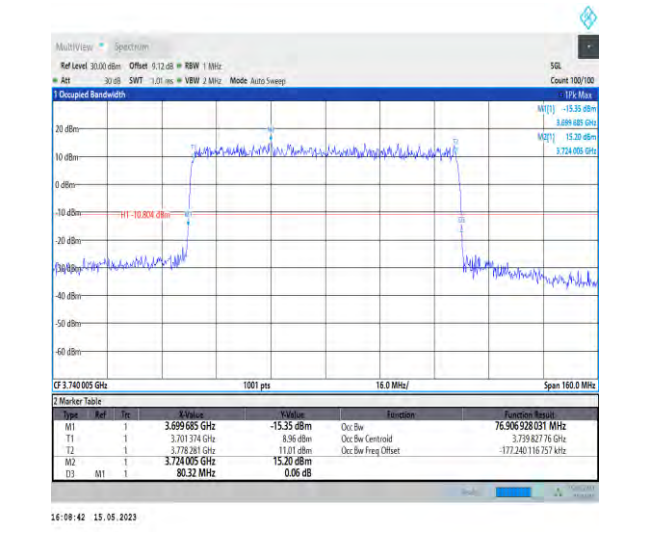 MultiView Spectrum
Ref Level 30.00 dBm Offset 9.12 dB RBW 1 MHz SGL
Att 30 dB SWT 1.01 ms VBW 2 MHz Mode Auto Sweep Count 100/100
1 Occupied Bandwidth 1Pk Max
M1[1] -15.35 dBm
3.699 685 GHz
M2[1] 15.20 dBm
3.724 005 GHz
20 dBm
10 dBm
0 dBm
-10 dBm
H1 -10.804 dBm
-20 dBm
-30 dBm
-40 dBm
-50 dBm
-60 dBm
M2
T1
M1
D3
CF 3.740 005 GHz 1001 pts 16.0 MHz/ Span 160.0 MHz
2 Marker Table
Type Ref Trc X-Value Y-Value Function Function Result
M1 1 3.699 685 GHz -15.35 dBm Occ Bw 76.906 928 031 MHz
T1 1 3.701 374 GHz 8.96 dBm Occ Bw Centroid 3.739 827 76 GHz
T2 1 3.778 281 GHz 11.01 dBm Occ Bw Freq Offset -177.240 116 757 kHz
M2 1 3.724 005 GHz 15.20 dBm
D3 M1 1 80.32 MHz 0.06 dB
16:08:42 15.05.2023